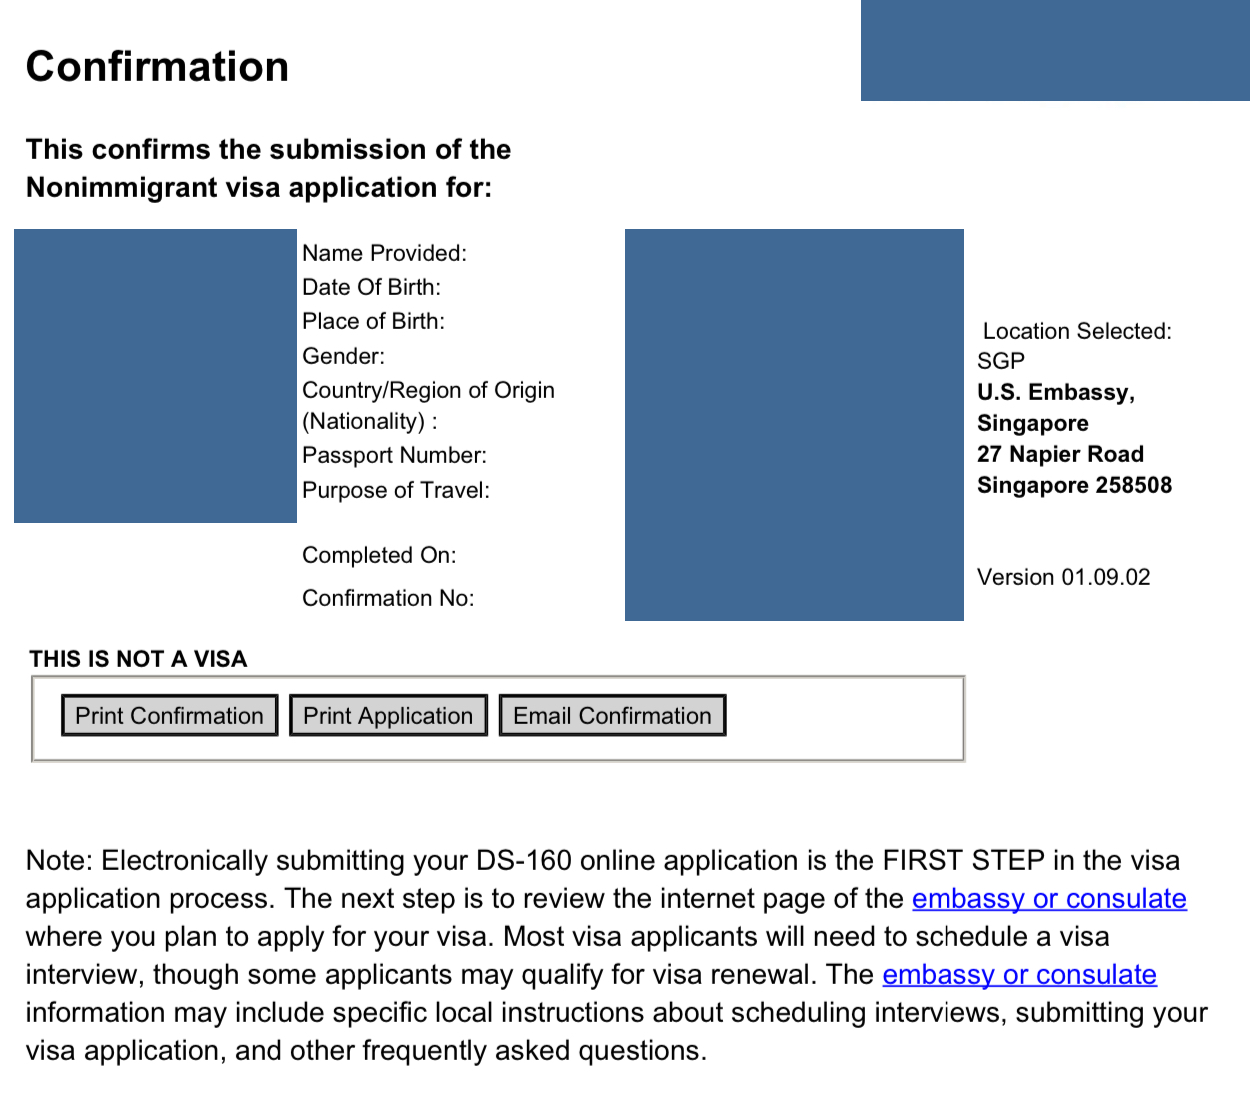 Confirmation
This confirms the submission of the
Nonimmigrant visa application for:
Name Provided:
Date Of Birth:
Place of Birth:
Gender:
Country/Region of Origin
(Nationality) :
Passport Number:
Purpose of Travel:
Completed On:
Confirmation No:
Location Selected:
SGP
U.S. Embassy,
Singapore
27 Napier Road
Singapore 258508
Version 01.09.02
THIS IS NOT A VISA
Print Confirmation Print Application Email Confirmation
Note: Electronically submitting your DS-160 online application is the FIRST STEP in the visa
application process. The next step is to review the internet page of the embassy or consulate
where you plan to apply for your visa. Most visa applicants will need to schedule a visa
interview, though some applicants may qualify for visa renewal. The embassy or consulate
information may include specific local instructions about scheduling interviews, submitting your
visa application, and other frequently asked questions.